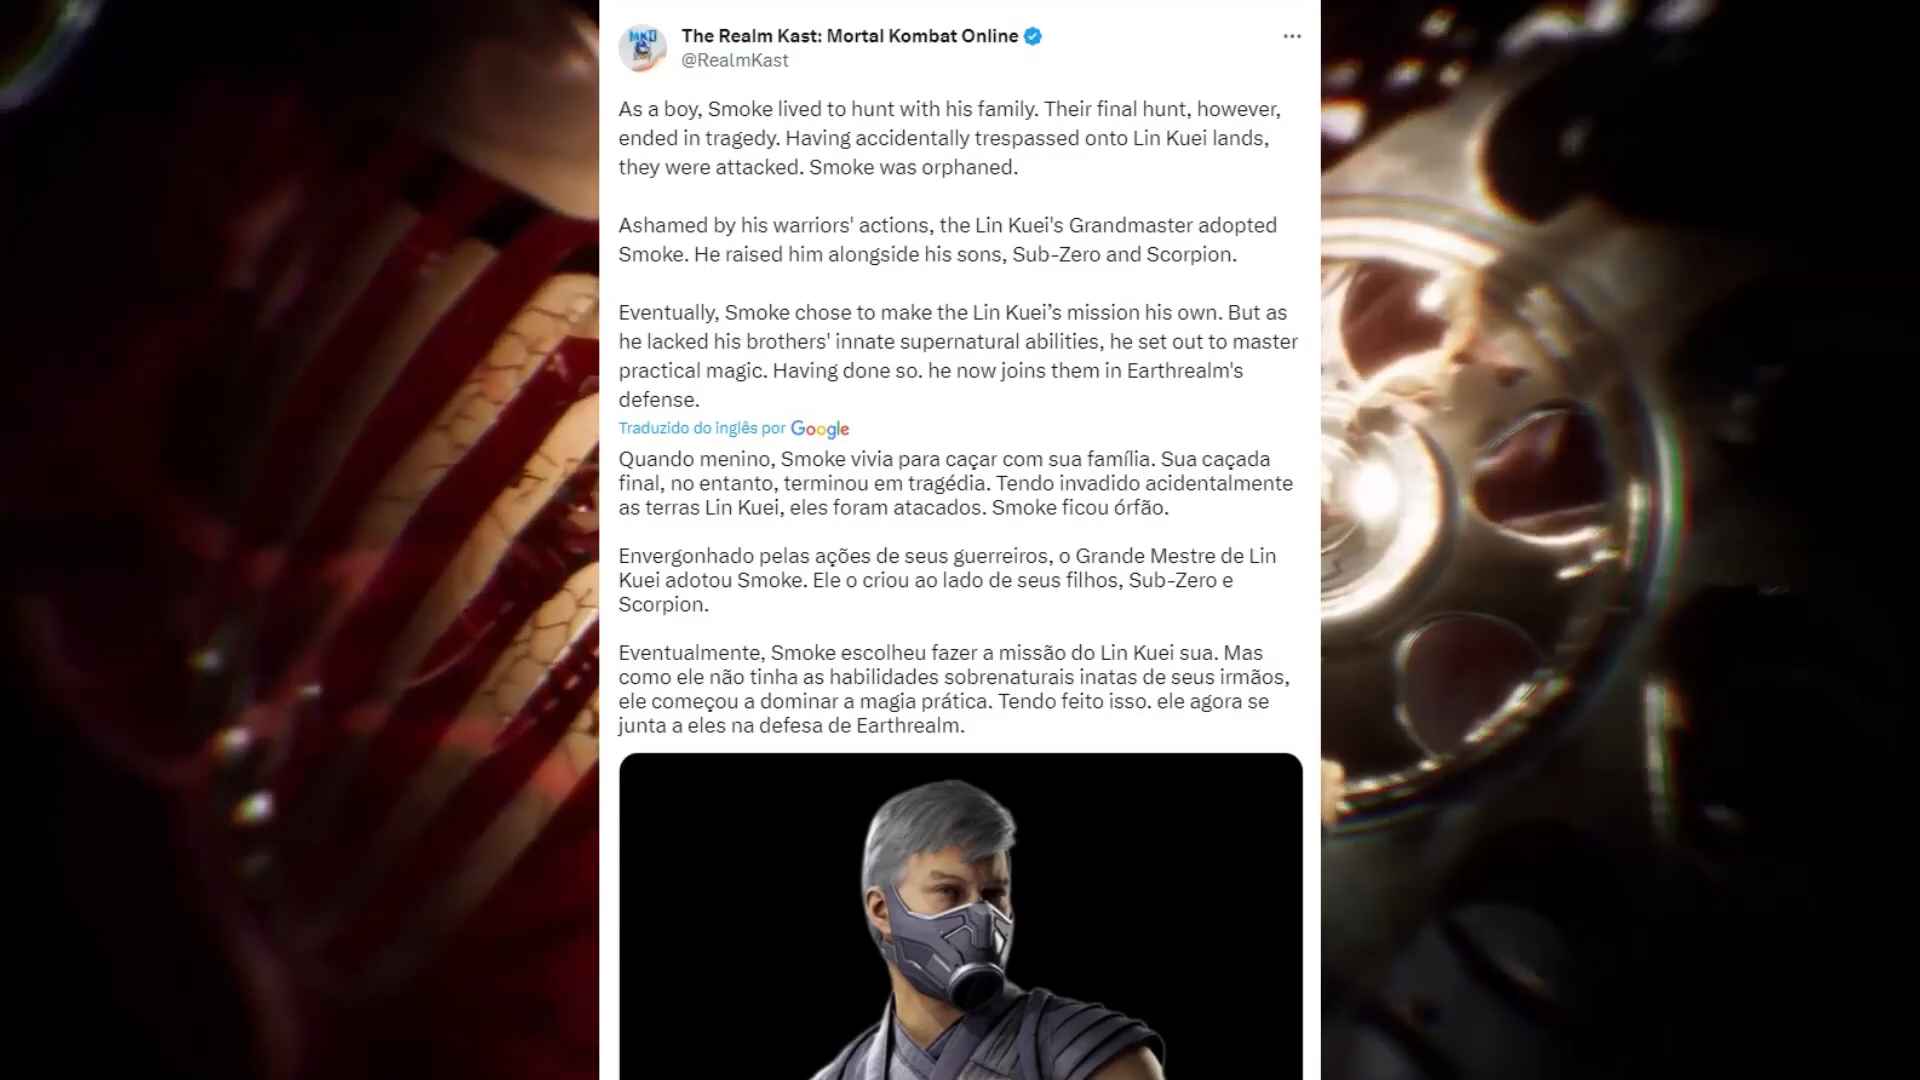 The Realm Kast: Mortal Kombat Online
@RealmKast
As a boy, Smoke lived to hunt with his family. Their final hunt, however,
ended in tragedy. Having accidentally trespassed onto Lin Kuei lands,
they were attacked. Smoke was orphaned.
Ashamed by his warriors' actions, the Lin Kuei's Grandmaster adopted
Smoke. He raised him alongside his sons, Sub-Zero and Scorpion.
Eventually, Smoke chose to make the Lin Kuei’s mission his own. But as
he lacked his brothers' innate supernatural abilities, he set out to master
practical magic. Having done so. he now joins them in Earthrealm's
defense.
Traduzido do inglês por Google
Quando menino, Smoke vivia para caçar com sua família. Sua caçada
final, no entanto, terminou em tragédia. Tendo invadido acidentalmente
as terras Lin Kuei, eles foram atacados. Smoke ficou órfão.
Envergonhado pelas ações de seus guerreiros, o Grande Mestre de Lin
Kuei adotou Smoke. Ele o criou ao lado de seus filhos, Sub-Zero e
Scorpion.
Eventualmente, Smoke escolheu fazer a missão do Lin Kuei sua. Mas
como ele não tinha as habilidades sobrenaturais inatas de seus irmãos,
ele começou a dominar a magia prática. Tendo feito isso. ele agora se
junta a eles na defesa de Earthrealm.